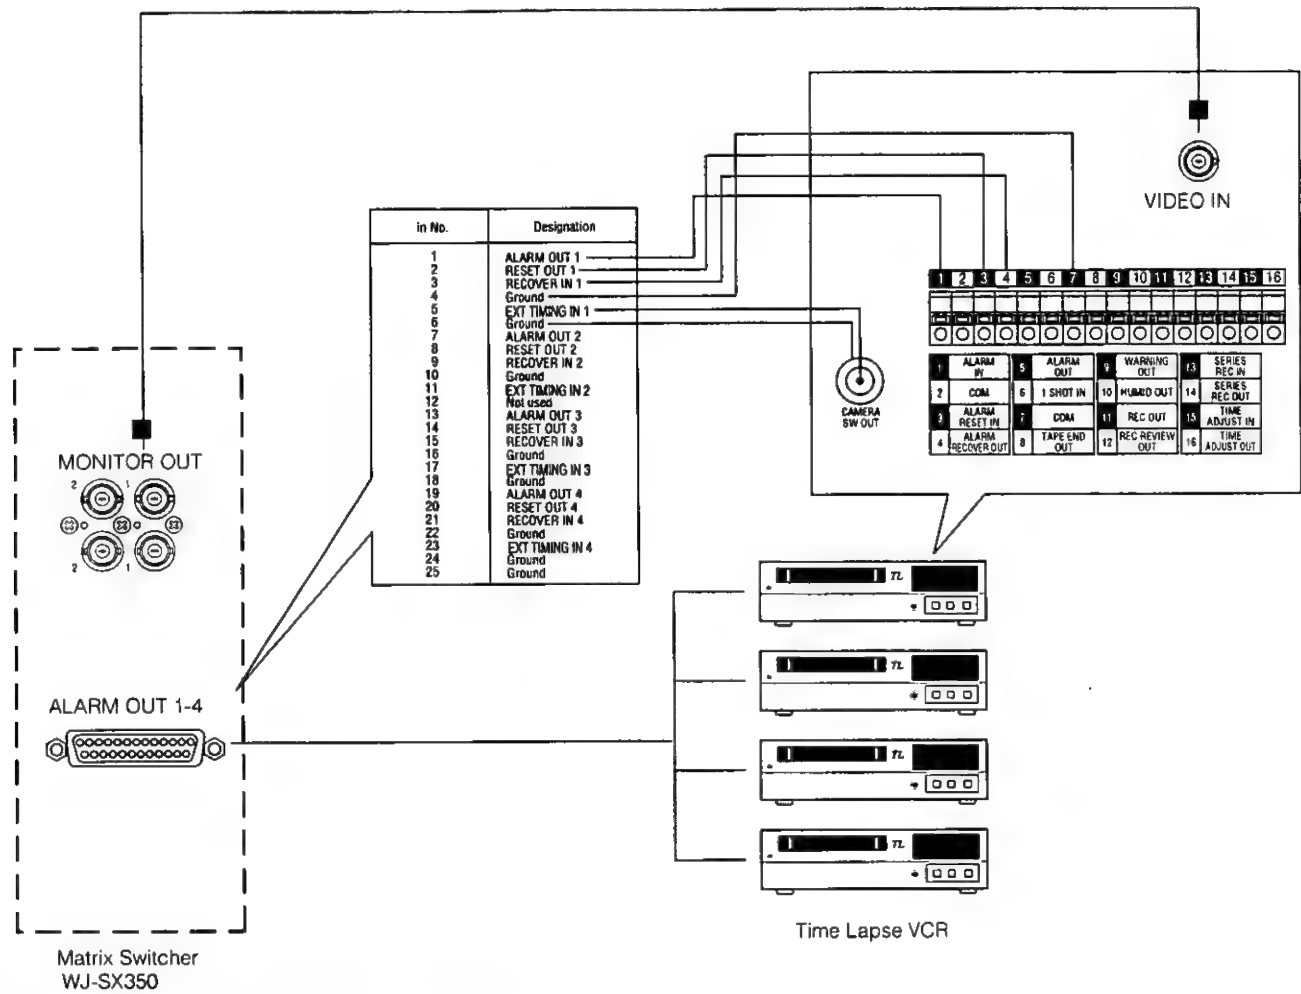 VIDEO IN
in No. Designation
1 ALARM OUT 1
2 RESET OUT 1
3 RECOVER IN 1
4 Ground
5 EXT TIMING IN 1
6 Ground
7 ALARM OUT 2
8 RESET OUT 2
9 RECOVER IN 2
10 Ground
11 EXT TIMING IN 2
12 Not used
13 ALARM OUT 3
14 RESET OUT 3
15 RECOVER IN 3
16 Ground
17 EXT TIMING IN 3
18 Ground
19 ALARM OUT 4
20 RESET OUT 4
21 RECOVER IN 4
22 Ground
23 EXT TIMING IN 4
24 Ground
25 Ground
1 2 3 4 5 6 7 8 9 10 11 12 13 14 15 16
1 ALARM IN
2 COM
3 ALARM RESET IN
4 ALARM RECOVER OUT
5 ALARM OUT
6 1 SHOT IN
7 COM
8 TAPE END OUT
9 WARNING OUT
10 HUMID OUT
11 REC OUT
12 REC REVIEW OUT
13 SERIES REC IN
14 SERIES REC OUT
15 TIME ADJUST IN
16 TIME ADJUST OUT
CAMERA
SW OUT
MONITOR OUT
2 1
2 1
ALARM OUT 1-4
TL
TL
TL
TL
Time Lapse VCR
Matrix Switcher
WJ-SX350